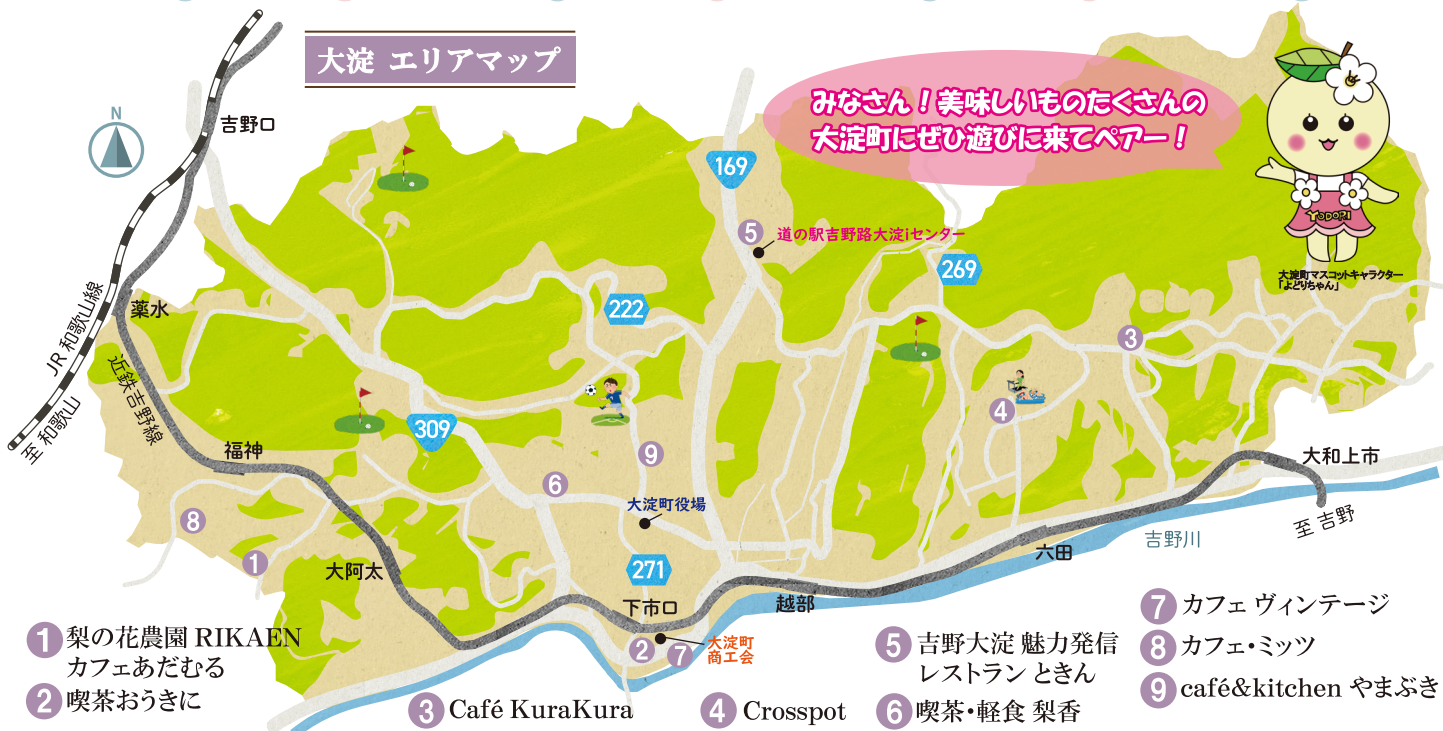 大淀 エリアマップ
みなさん！美味しいものたくさんの
大淀町にぜひ遊びに来てペアー！
YODORI
大淀町マスコットキャラクター
「よどりちゃん」
N
吉野口
169
5
道の駅吉野路大淀iセンター
269
222
薬水
JR 和歌山線
至 和歌山
近鉄吉野線
3
4
309
福神
9
6
大淀町役場
大和上市
至 吉野
吉野川
8
1
大阿太
271
六田
下市口
越部
2
7
大淀町
商工会
1 梨の花農園 RIKAEN
カフェあだむる
2 喫茶おうきに
3 Café KuraKura
4 Crosspot
5 吉野大淀 魅力発信
レストラン ときん
6 喫茶・軽食 梨香
7 カフェ ヴィンテージ
8 カフェ・ミッツ
9 café&kitchen やまぶき